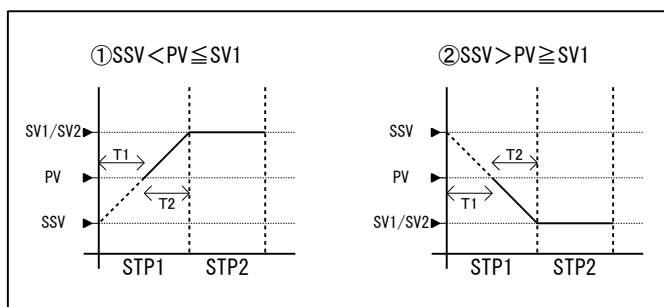 ①SSV<PV≦SV1
SV1/SV2
T1
PV
T2
SSV
STP1 STP2
②SSV>PV≧SV1
SSV
T2
PV
T1
SV1/SV2
STP1 STP2